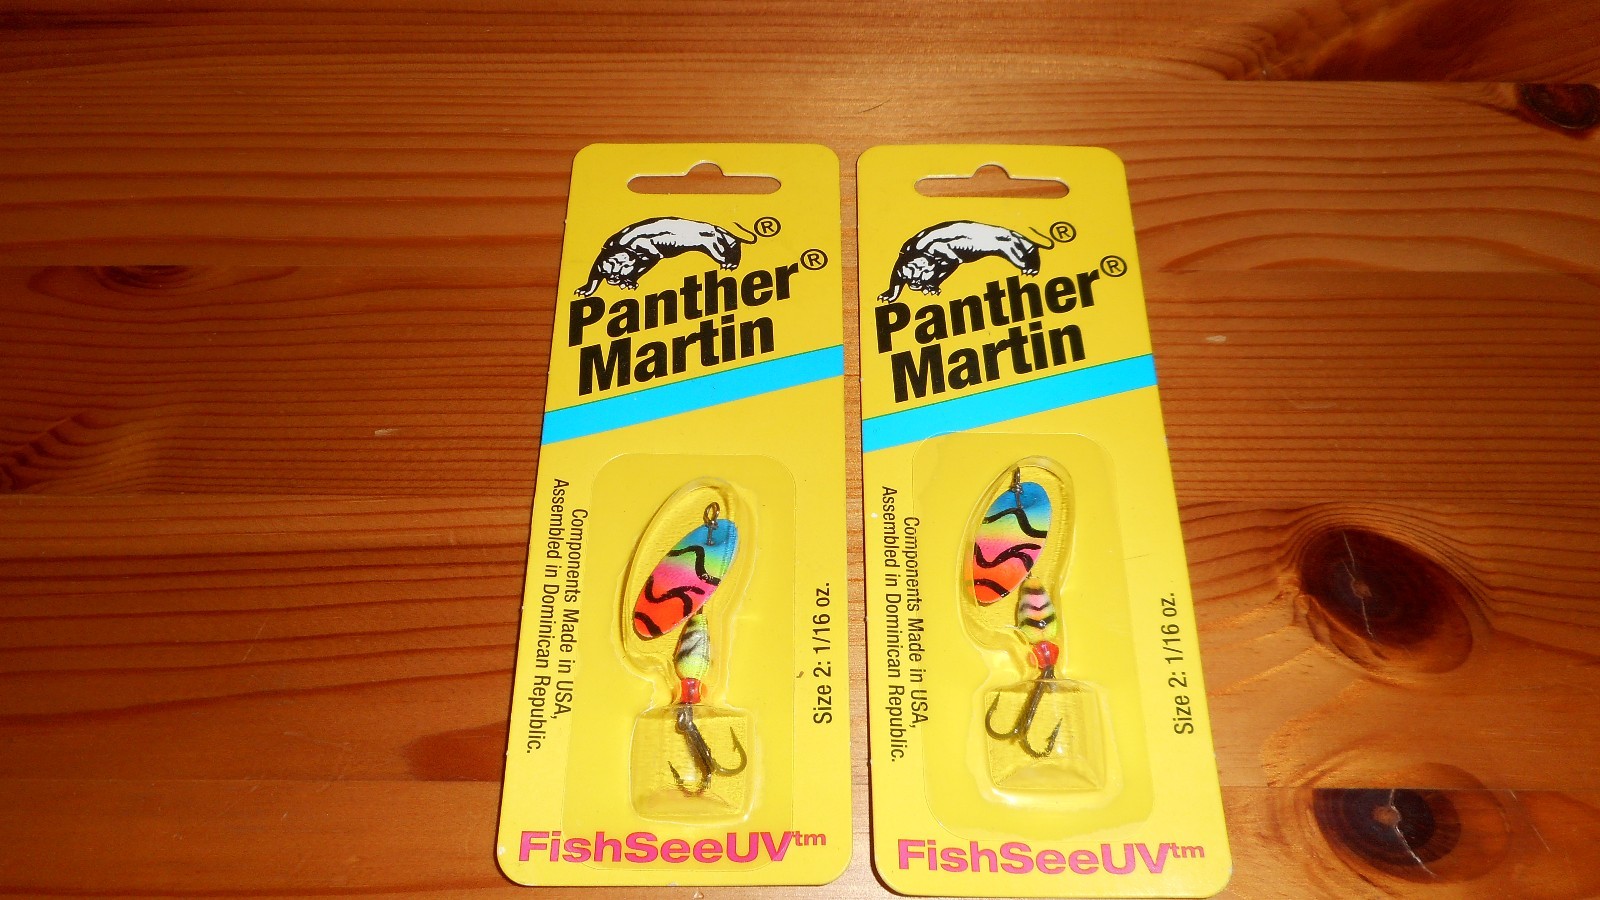 ®
Panther®
Martin
Components Made in USA,
Assembled in Dominican Republic.
Size 2: 1/16 oz.
FishSeeUV™
®
Panther®
Martin
Components Made in USA,
Assembled in Dominican Republic.
Size 2: 1/16 oz.
FishSeeUV™